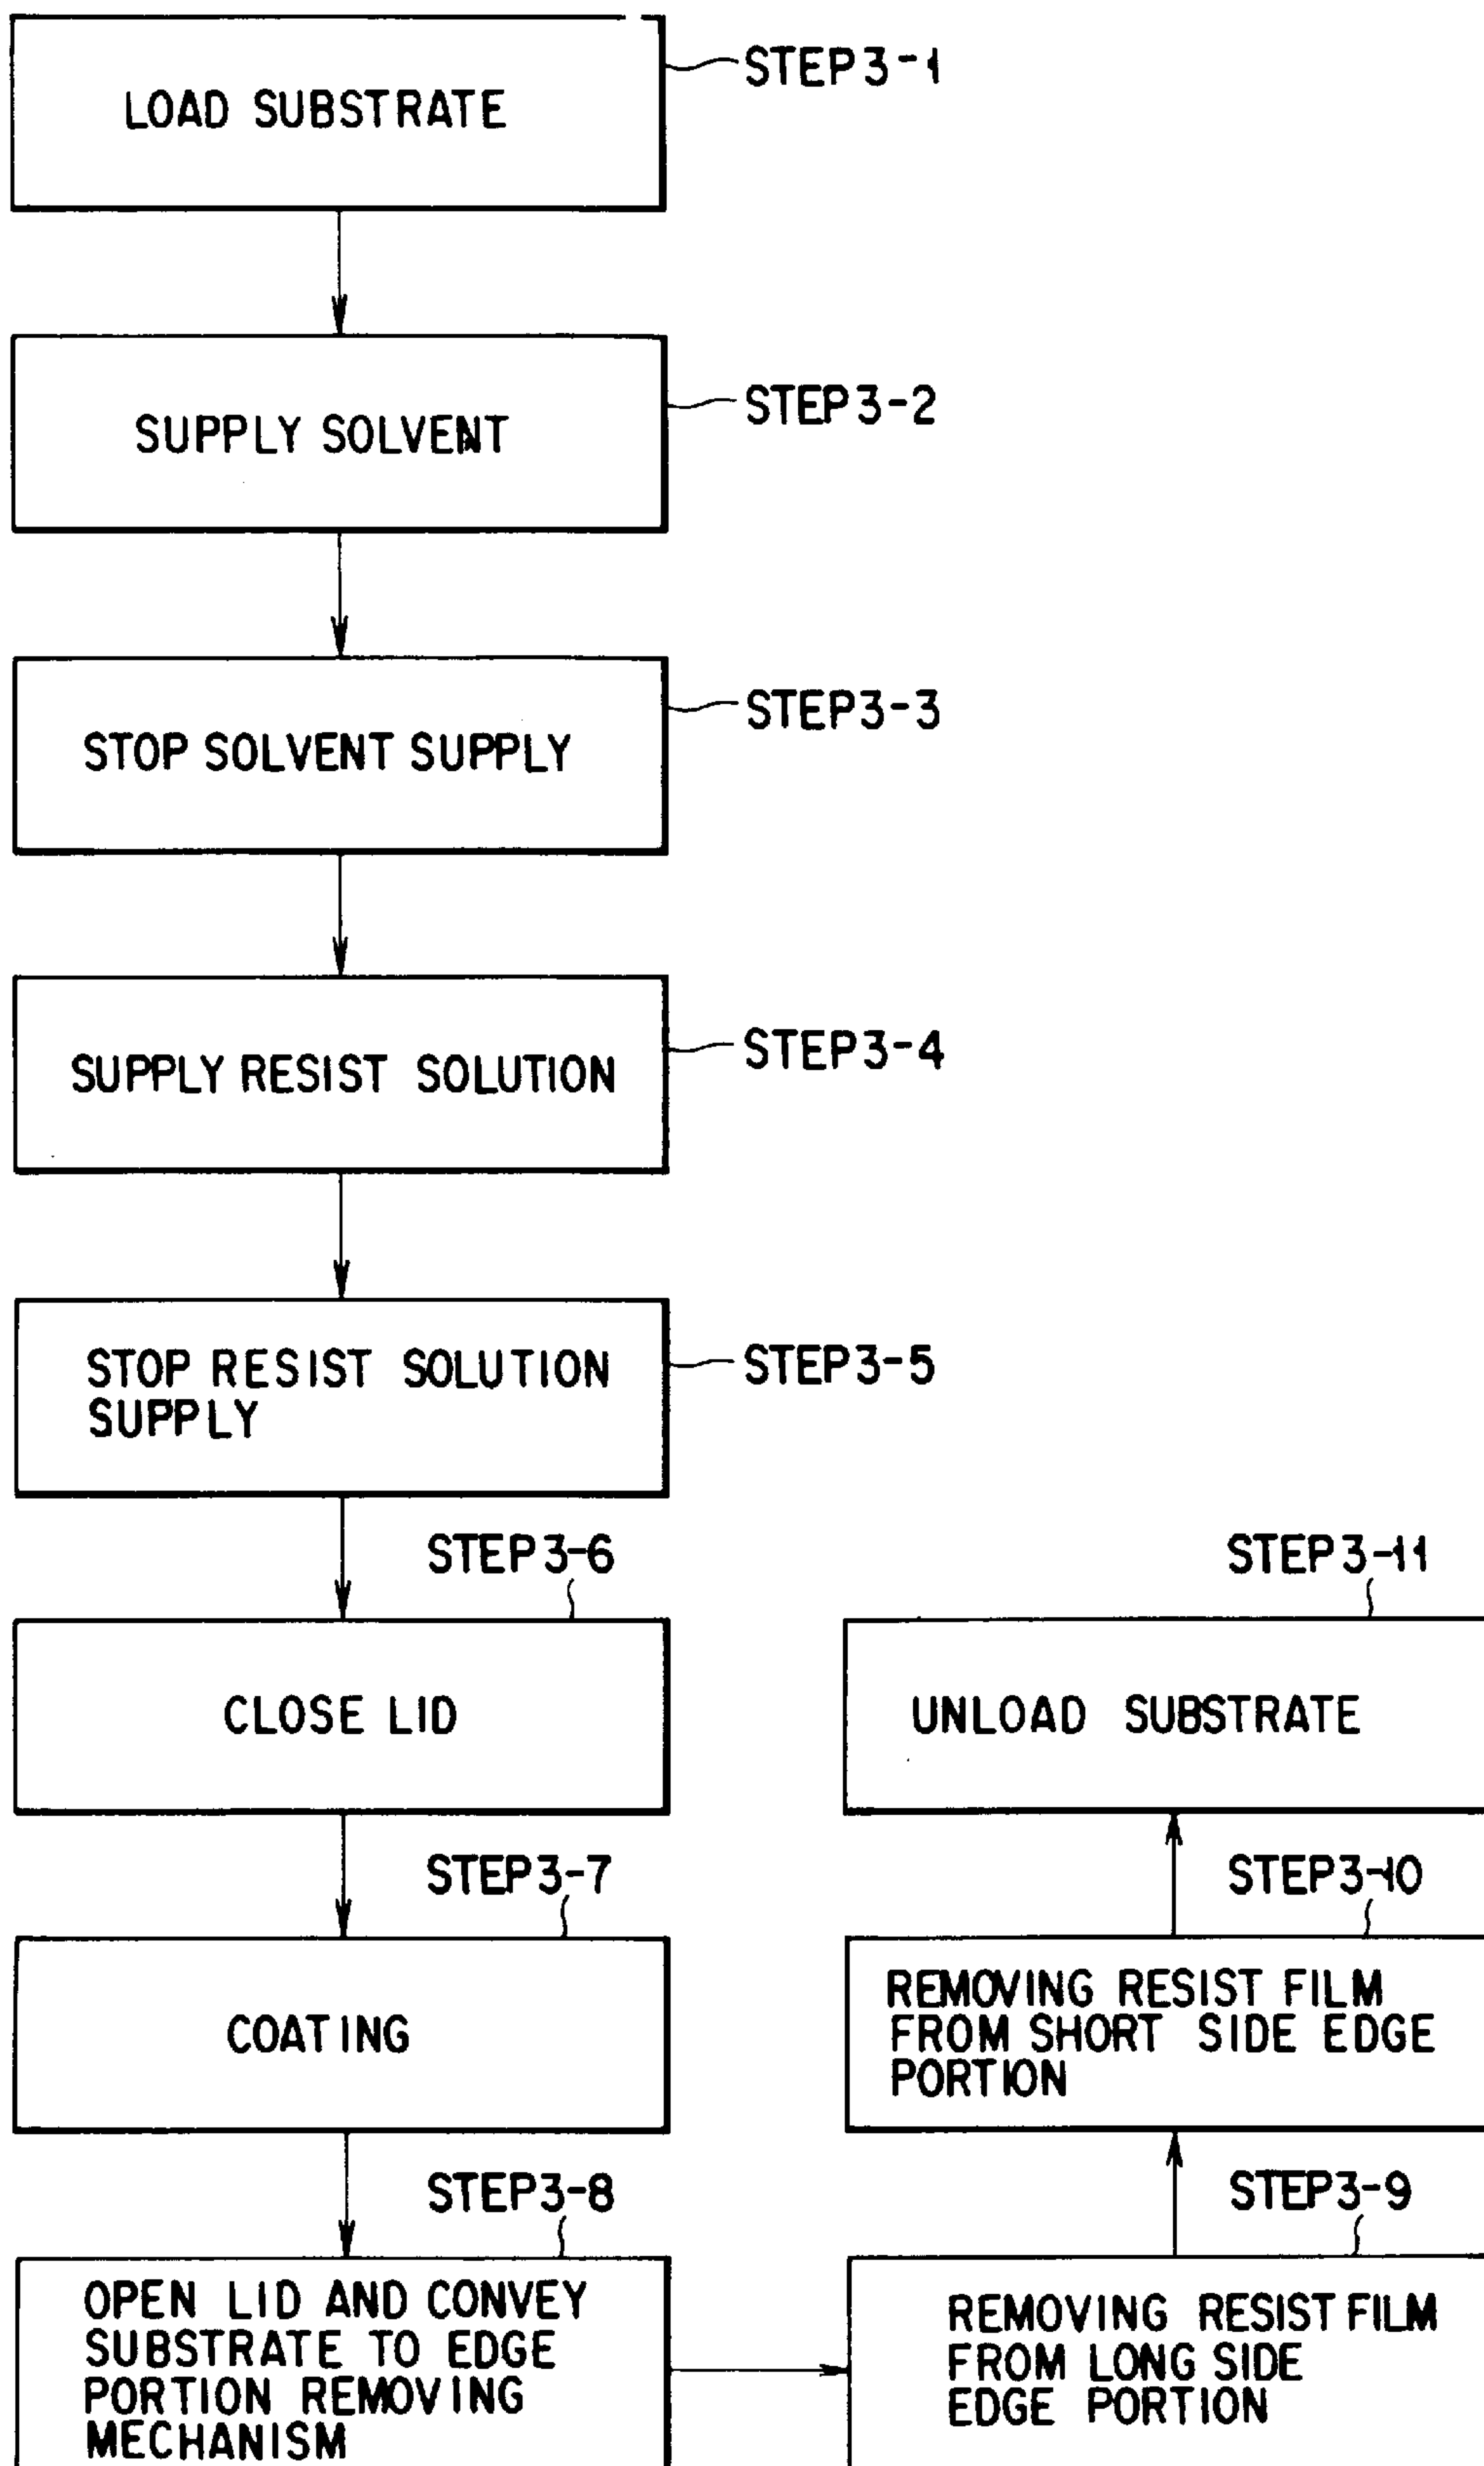 LOAD SUBSTRATE
STEP3-1
SUPPLY SOLVENT
STEP3-2
STOP SOLVENT SUPPLY
STEP3-3
SUPPLY RESIST SOLUTION
STEP3-4
STOP RESIST SOLUTION
SUPPLY
STEP3-5
STEP3-6
CLOSE LID
STEP3-7
COATING
STEP3-8
OPEN LID AND CONVEY
SUBSTRATE TO EDGE
PORTION REMOVING
MECHANISM
STEP3-9
REMOVING RESIST FILM
FROM LONG SIDE
EDGE PORTION
STEP3-10
REMOVING RESIST FILM
FROM SHORT SIDE EDGE
PORTION
STEP3-11
UNLOAD SUBSTRATE